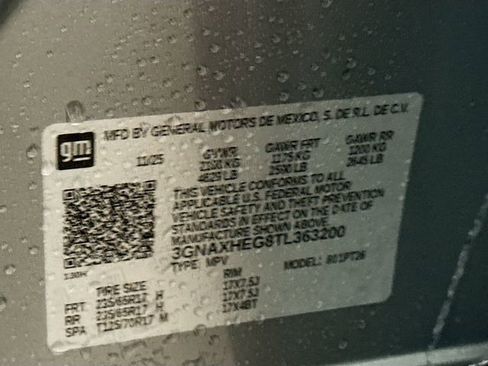 gm
MFD BY GENERAL MOTORS DE MEXICO, S. DE R.L. DE C.V.
11/25 GVWR GAWR FRT GAWR RR
KG 1175 KG 1200 KG
LB 2590 LB 2645 LB
THIS VEHICLE CONFORMS TO ALL
APPLICABLE U.S. FEDERAL MOTOR
VEHICLE SAFETY AND THEFT PREVENTION
STANDARDS IN EFFECT ON THE DATE OF
MANUFACTURE SHOWN ABOVE.
3GNAXHEG8TL363200
TYPE: MPV MODEL: 801PT26
TIRE SIZE RIM
FRT 235/65R17 H 17X7.5J
RR 235/65R17 H 17X7.5J
SPA T125/70R17 M 17X4BT